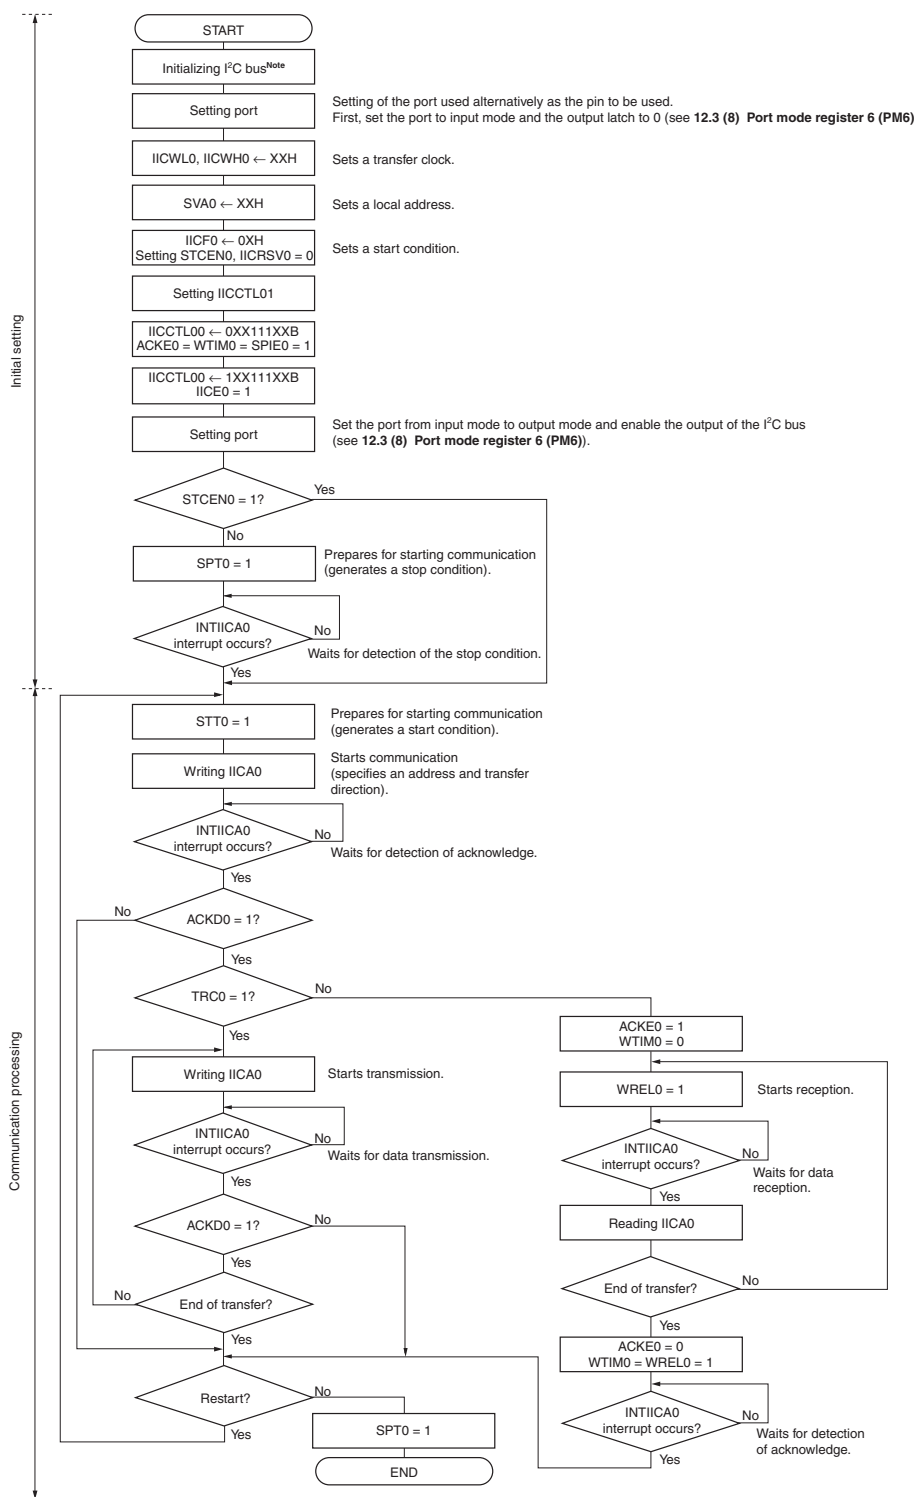 START
Initializing I²C busNote
Setting port
Setting of the port used alternatively as the pin to be used.
First, set the port to input mode and the output latch to 0 (see 12.3 (8) Port mode register 6 (PM6)
IICWL0, IICWH0 ← XXH
Sets a transfer clock.
SVA0 ← XXH
Sets a local address.
IICF0 ← 0XH
Setting STCEN0, IICRSV0 = 0
Sets a start condition.
Setting IICCTL01
IICCTL00 ← 0XX111XXB
ACKE0 = WTIM0 = SPIE0 = 1
IICCTL00 ← 1XX111XXB
IICE0 = 1
Initial setting
Setting port
Set the port from input mode to output mode and enable the output of the I²C bus
(see 12.3 (8) Port mode register 6 (PM6)).
STCEN0 = 1?
Yes
No
SPT0 = 1
Prepares for starting communication
(generates a stop condition).
INTIICA0
interrupt occurs?
No
Waits for detection of the stop condition.
Yes
STT0 = 1
Prepares for starting communication
(generates a start condition).
Writing IICA0
Starts communication
(specifies an address and transfer
direction).
INTIICA0
interrupt occurs?
No
Waits for detection of acknowledge.
Yes
ACKD0 = 1?
No
Yes
TRC0 = 1?
No
Yes
Communication processing
Writing IICA0
Starts transmission.
INTIICA0
interrupt occurs?
No
Waits for data transmission.
Yes
ACKD0 = 1?
No
Yes
End of transfer?
No
Yes
Restart?
No
Yes
SPT0 = 1
END
ACKE0 = 1
WTIM0 = 0
WREL0 = 1
Starts reception.
INTIICA0
interrupt occurs?
No
Waits for data
reception.
Yes
Reading IICA0
End of transfer?
No
Yes
ACKE0 = 0
WTIM0 = WREL0 = 1
INTIICA0
interrupt occurs?
No
Waits for detection
of acknowledge.
Yes